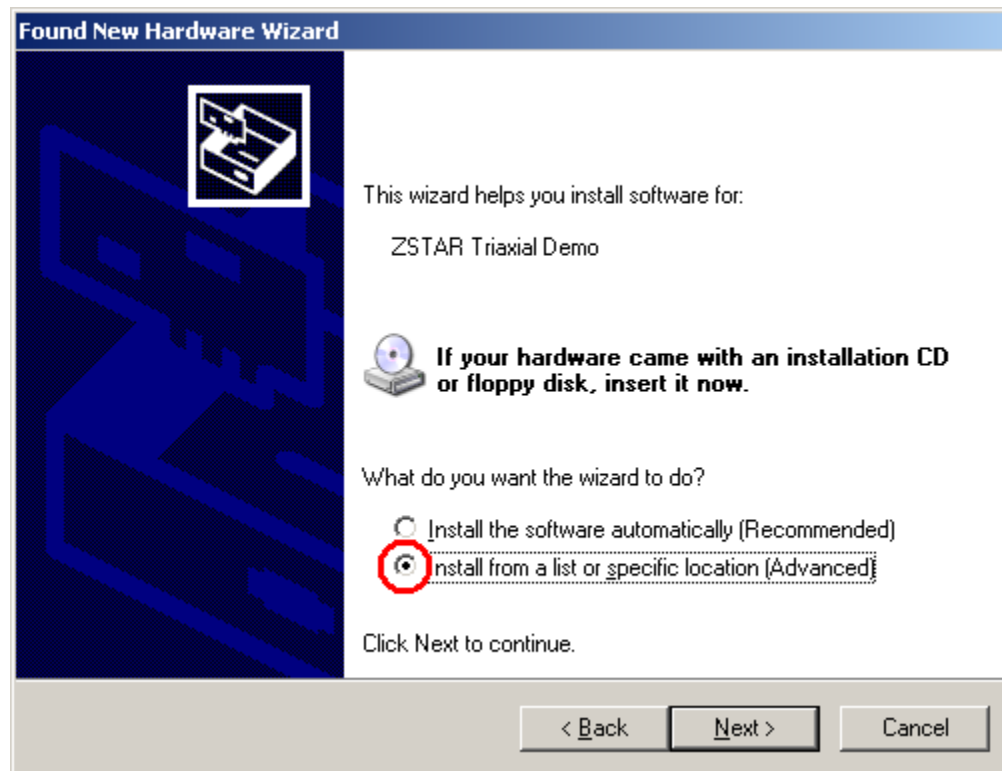 Found New Hardware Wizard
This wizard helps you install software for:
ZSTAR Triaxial Demo
If your hardware came with an installation CD
or floppy disk, insert it now.
What do you want the wizard to do?
Install the software automatically (Recommended)
Install from a list or specific location (Advanced)
Click Next to continue.
< Back
Next >
Cancel